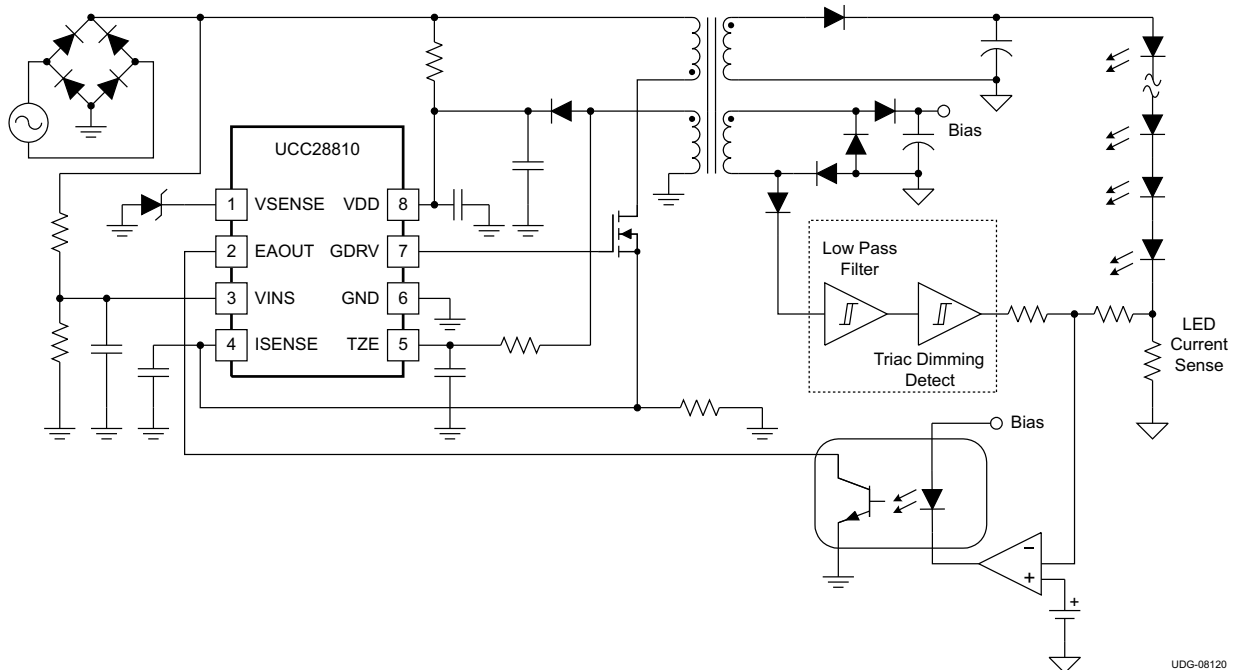 UCC28810
1 VSENSE VDD 8
2 EAOUT GDRV 7
3 VINS GND 6
4 ISENSE TZE 5
Bias
Low Pass
Filter
Triac Dimming
Detect
LED
Current
Sense
Bias
−
+
+
UDG-08120